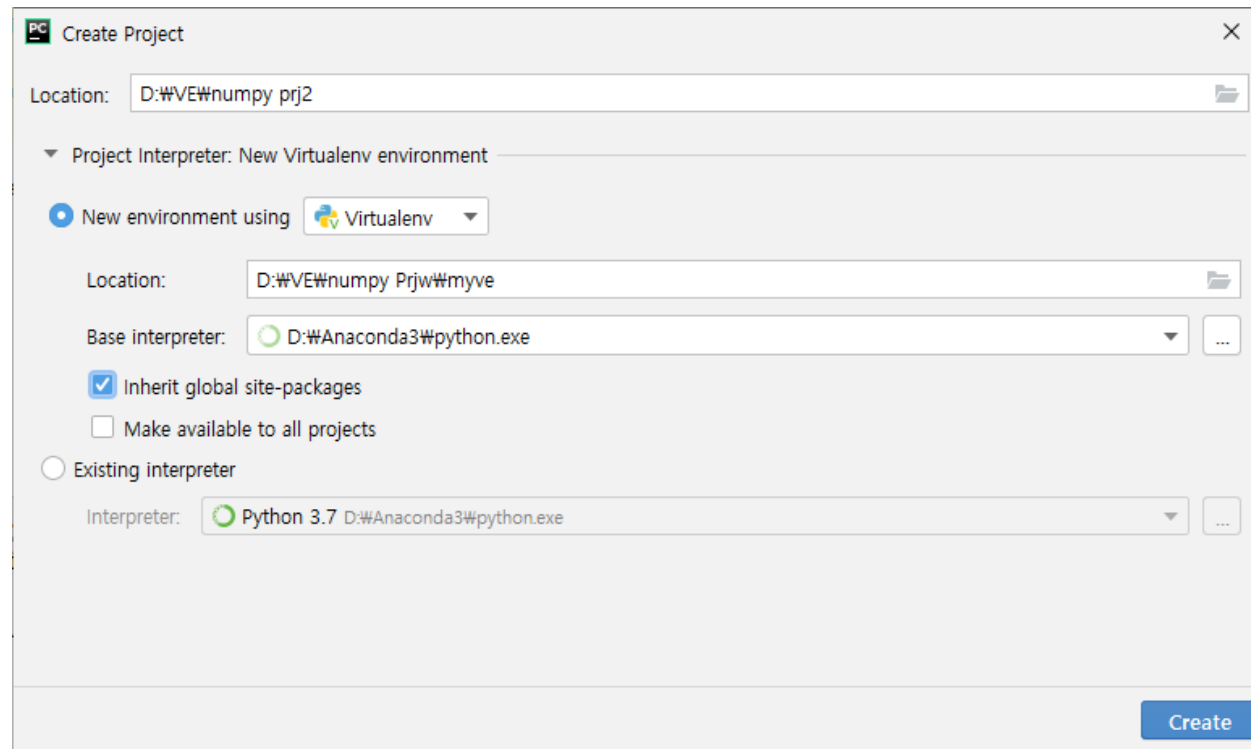 PC Create Project
Location: D:₩VE₩numpy prj2
Project Interpreter: New Virtualenv environment
New environment using Virtualenv
Location: D:₩VE₩numpy Prjw₩myve
Base interpreter: D:₩Anaconda3₩python.exe ...
Inherit global site-packages
Make available to all projects
Existing interpreter
Interpreter: Python 3.7 D:₩Anaconda3₩python.exe ...
Create